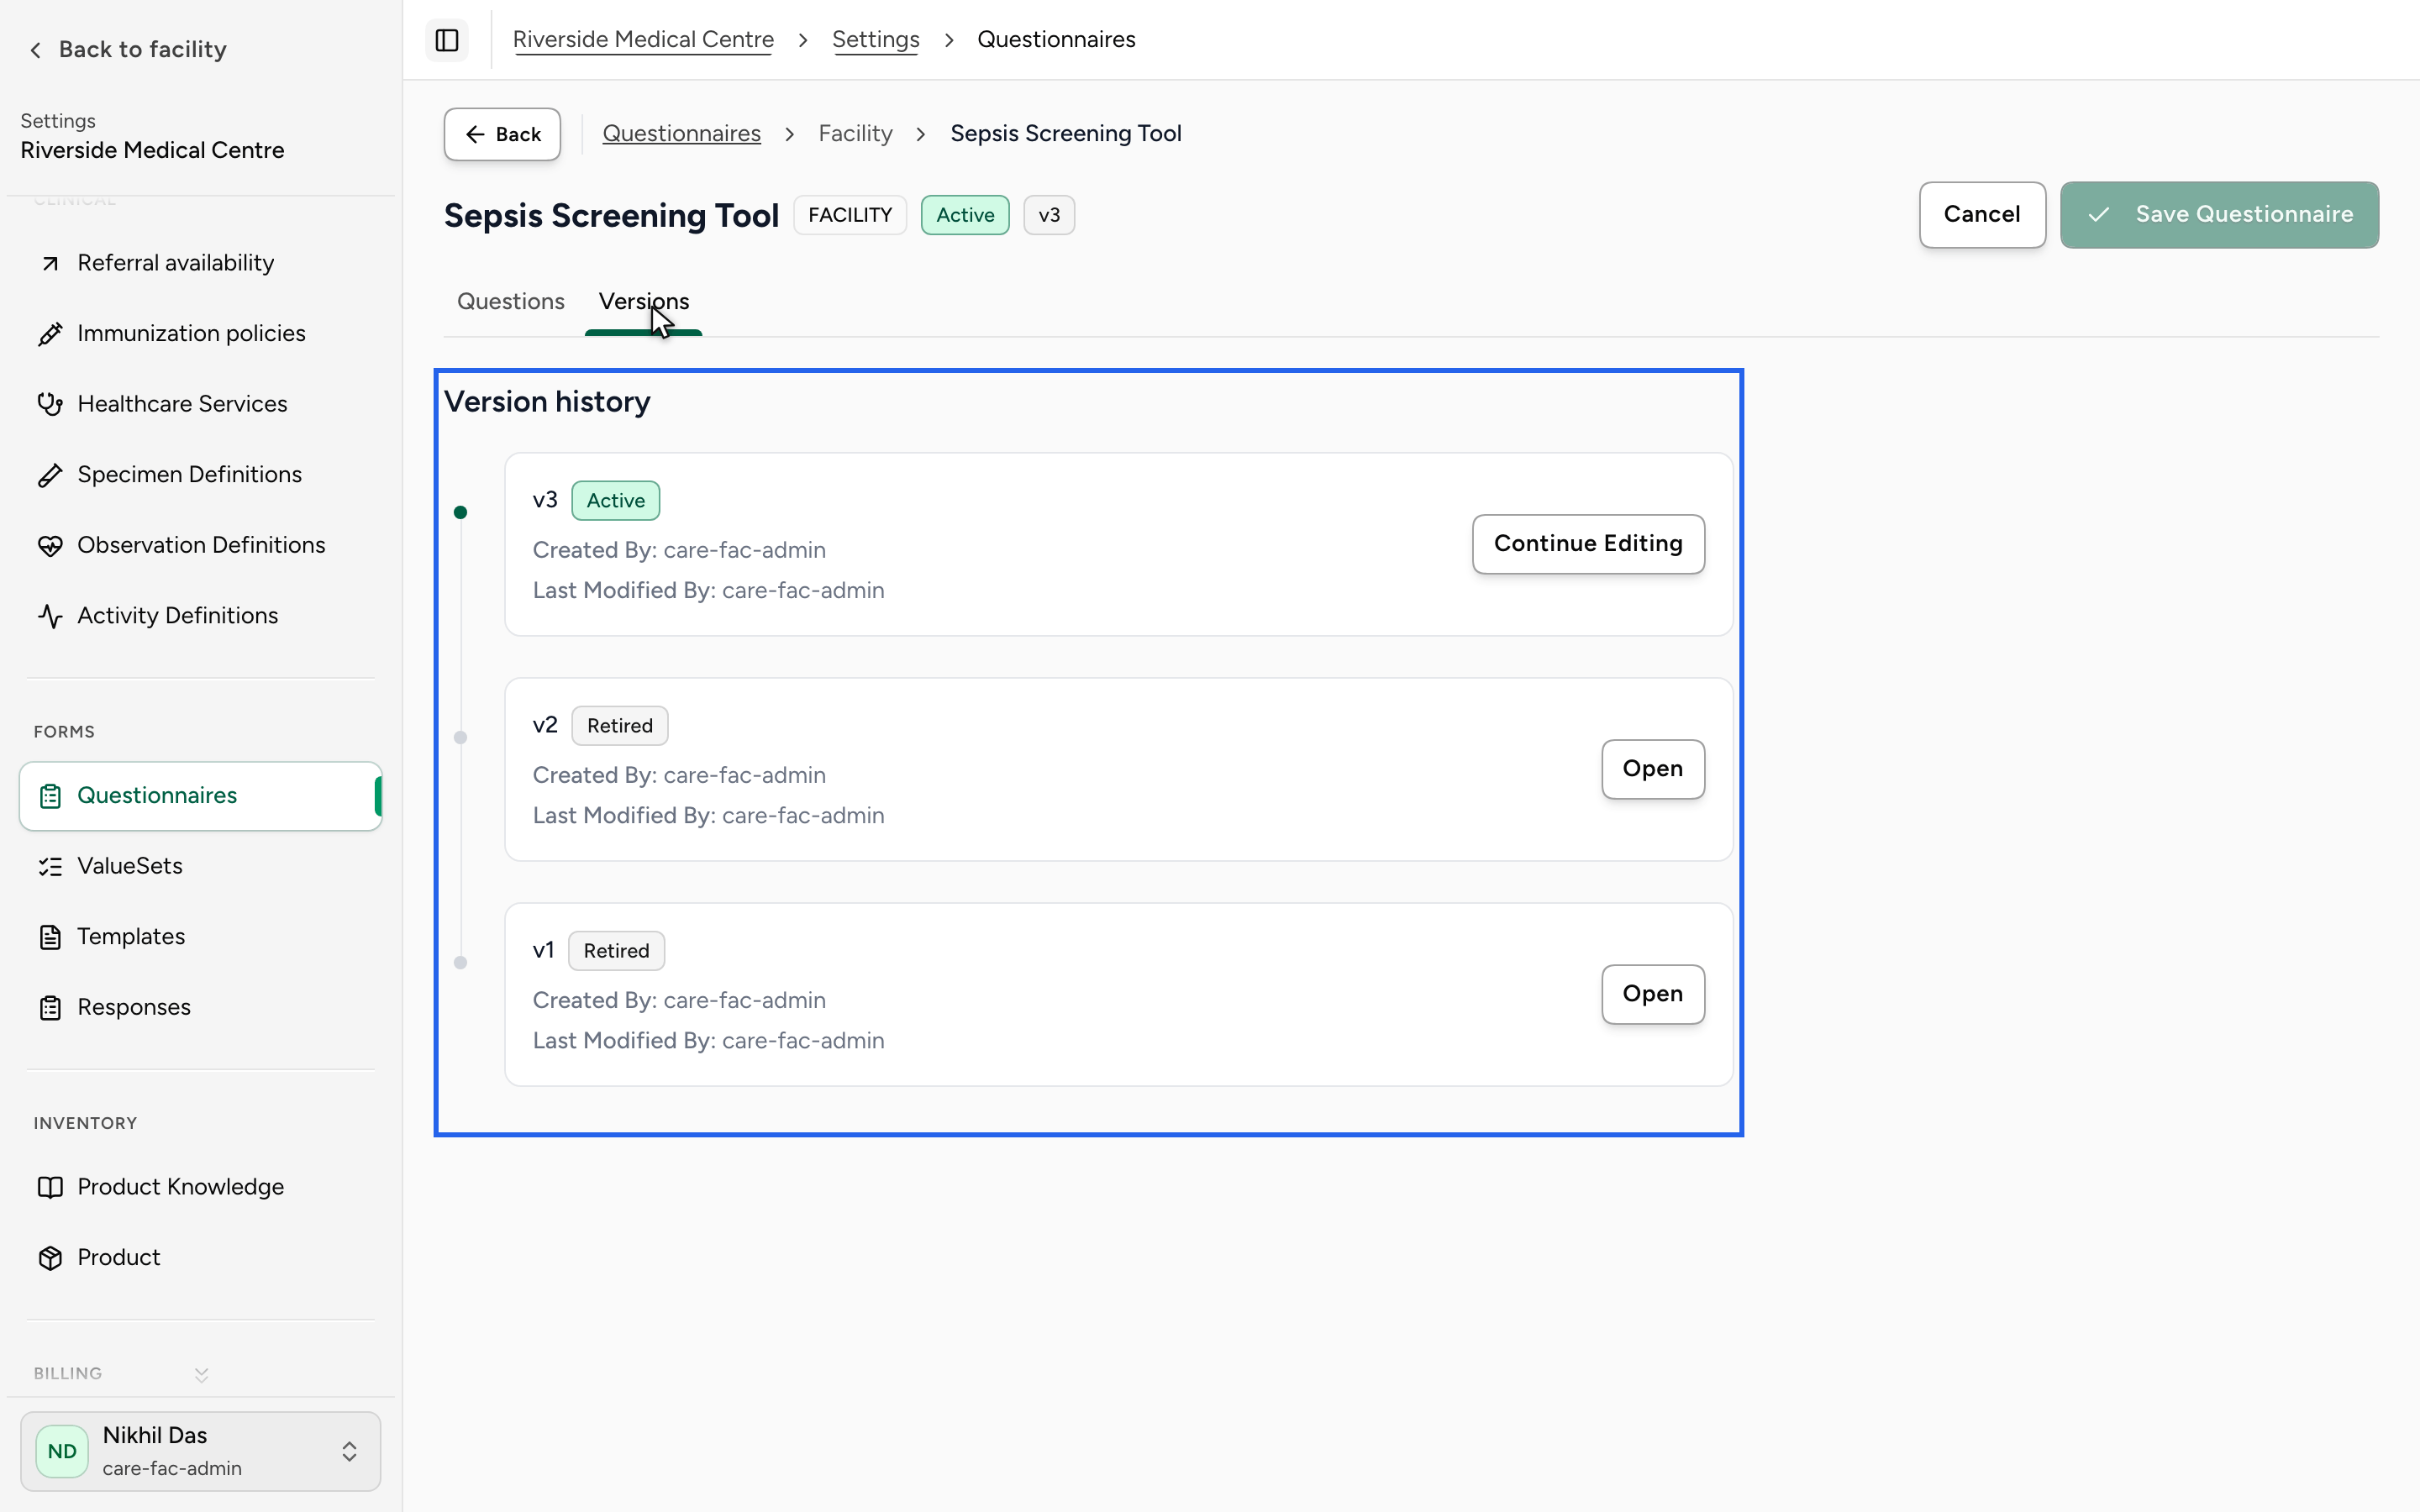 Back to facility
Settings
Riverside Medical Centre
CLINICAL
Referral availability
Immunization policies
Healthcare Services
Specimen Definitions
Observation Definitions
Activity Definitions
FORMS
Questionnaires
ValueSets
Templates
Responses
INVENTORY
Product Knowledge
Product
BILLING
ND
Nikhil Das
care-fac-admin
Riverside Medical Centre > Settings > Questionnaires
Back
Questionnaires > Facility > Sepsis Screening Tool
Sepsis Screening Tool FACILITY Active v3
Cancel Save Questionnaire
Questions Versions
Version history
v3 Active
Created By: care-fac-admin
Last Modified By: care-fac-admin
Continue Editing
v2 Retired
Created By: care-fac-admin
Last Modified By: care-fac-admin
Open
v1 Retired
Created By: care-fac-admin
Last Modified By: care-fac-admin
Open